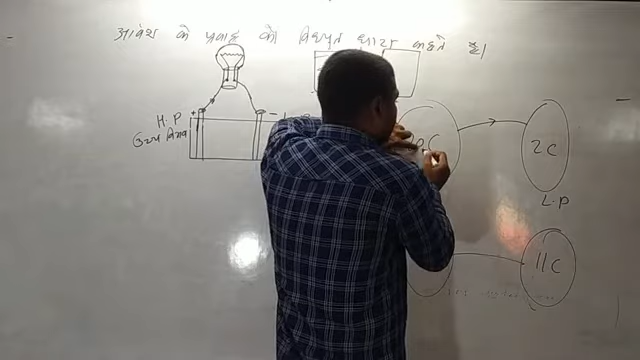 आवेश के प्रवाह को विद्युत धारा कहते है।
+ -
H.P
उच्च विभव
2C
L.P
11C